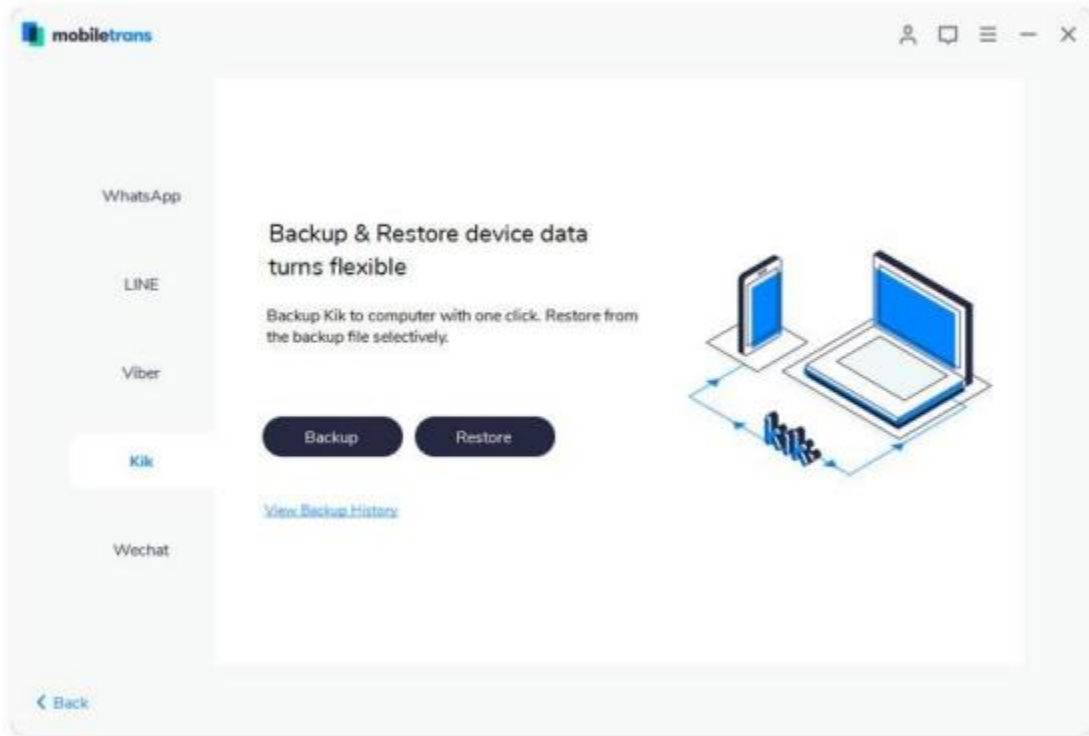 mobiletrans
WhatsApp
LINE
Viber
Kik
Wechat
Backup & Restore device data
turns flexible
Backup Kik to computer with one click. Restore from
the backup file selectively.
Backup
Restore
View Backup History
kik
Back